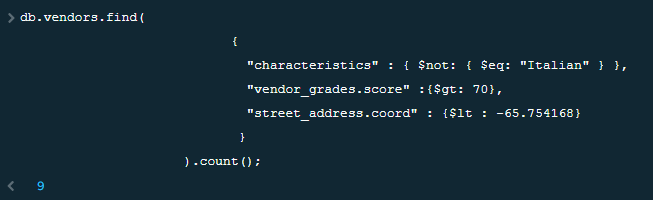 > db.vendors.find(
{
"characteristics" : { $not: { $eq: "Italian" } },
"vendor_grades.score" :{$gt: 70},
"street_address.coord" : {$lt : -65.754168}
}
).count();
< 9